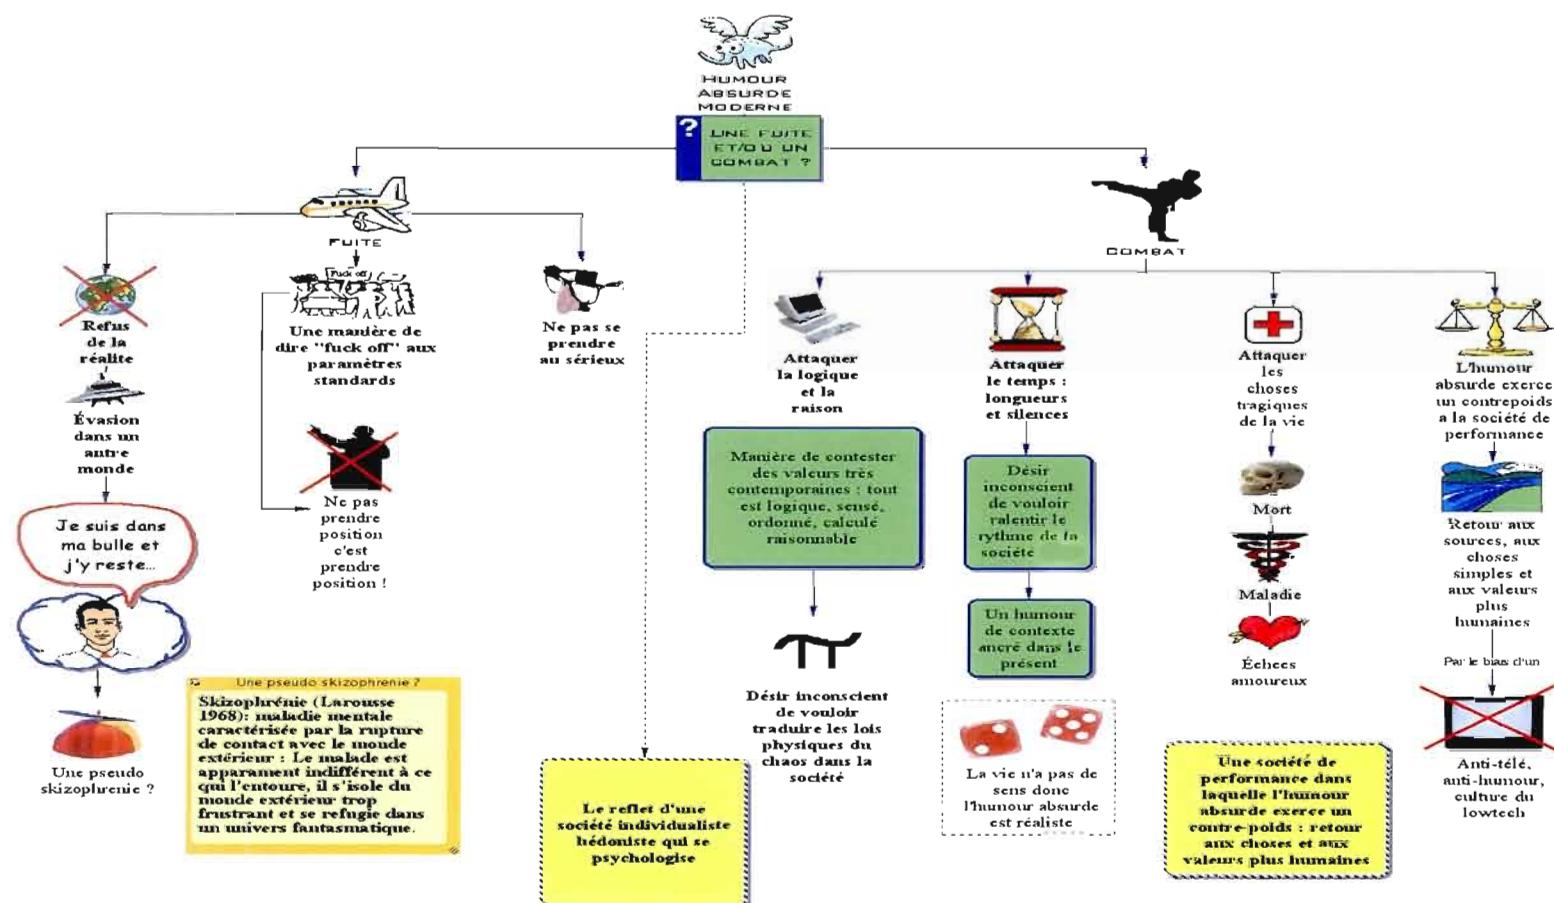 HUMOUR
ABSURDE
MODERNE
?
UNE FUITE
ET/OU UN
COMBAT ?
FUITE
Refus
de la
réalite
Évasion
dans un
autre
monde
Je suis dans
ma bulle et
j'y reste...
Une pseudo
skizophrenie ?
Fuck off
Une manière de
dire "fuck off" aux
paramètres
standards
Ne pas
prendre
position
c'est
prendre
position !
Ne pas se
prendre
au sérieux
Une pseudo skizophrenie ?
Skizophrénie (Larousse
1968): maladie mentale
caractérisée par la rupture
de contact avec le monde
extérieur : Le malade est
apparament indifférent à ce
qui l'entoure, il s'isole du
monde extérieur trop
frustrant et se refugie dans
un univers fantasmatique.
Le reflet d'une
société individualiste
hédoniste qui se
psychologise
COMBAT
Attaquer
la logique
et la
raison
Manière de contester
des valeurs très
contemporaines : tout
est logique, sensé,
ordonné, calculé
raisonnable
Désir inconscient
de vouloir
traduire les lois
physiques du
chaos dans la
société
Attaquer
le temps :
longueurs
et silences
Désir
inconscient
de vouloir
ralentir le
rythme de la
société
Un humour
de contexte
ancré dans le
présent
La vie n'a pas de
sens donc
l'humour absurde
est réaliste
Attaquer
les
choses
tragiques
de la vie
Mort
Maladie
Échecs
amoureux
Une société de
performance dans
laquelle l'humour
absurde exerce un
contre-poids : retour
aux choses et aux
valeurs plus humaines
L'humour
absurde exerce
un contrepoids
a la société de
performance
Retour aux
sources, aux
choses
simples et
aux valeurs
plus
humaines
Par le biais d'un
Anti-télé,
anti-humour,
culture du
lowtech